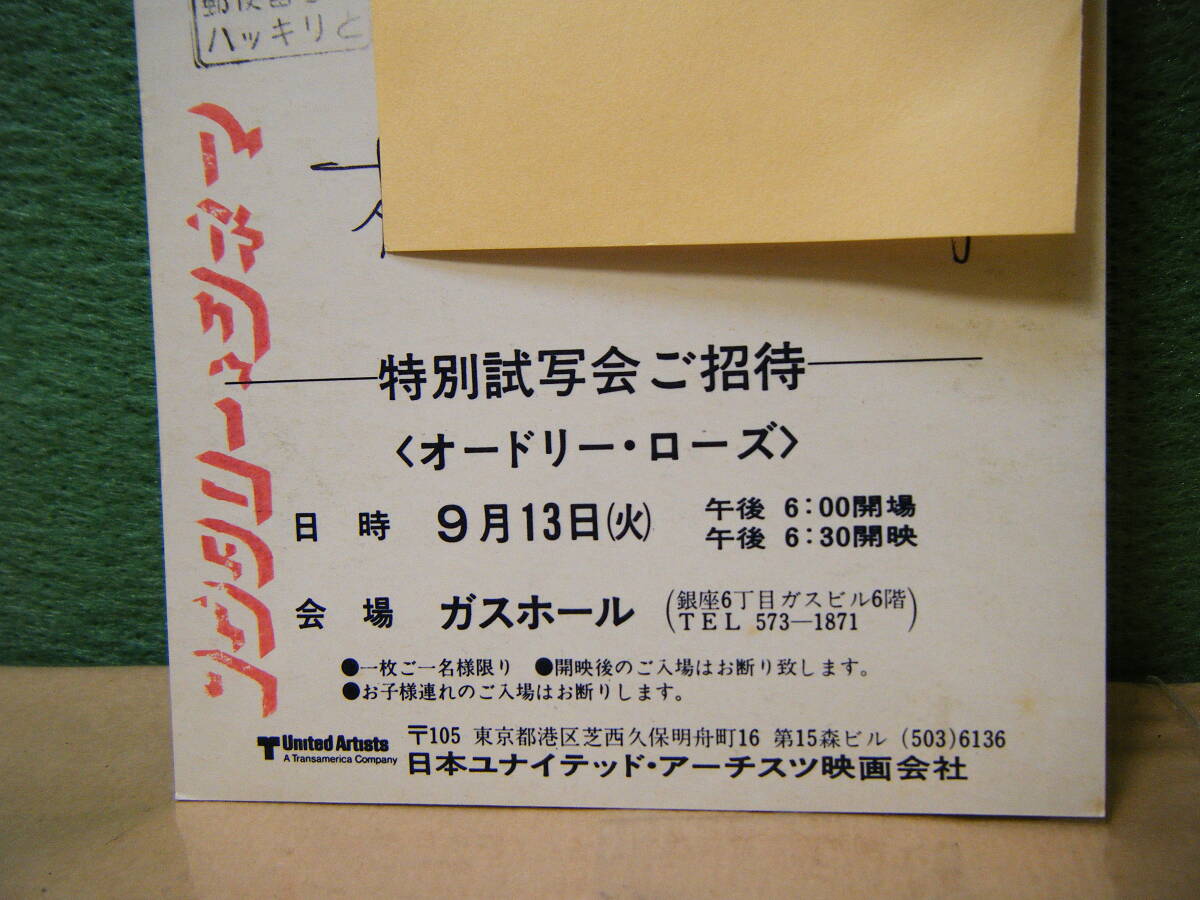 ハッキリと
特別試写会ご招待
〈オードリー・ローズ〉
日時 9月13日(火) 午後 6:00開場
午後 6:30開映
会場 ガスホール (銀座6丁目ガスビル6階
TEL 573―1871)
●一枚ご一名様限り ●開映後のご入場はお断り致します。
●お子様連れのご入場はお断りします。
United Artists
A Transamerica Company
〒105 東京都港区芝西久保明舟町16 第15森ビル (503)6136
日本ユナイテッド・アーチスツ映画会社